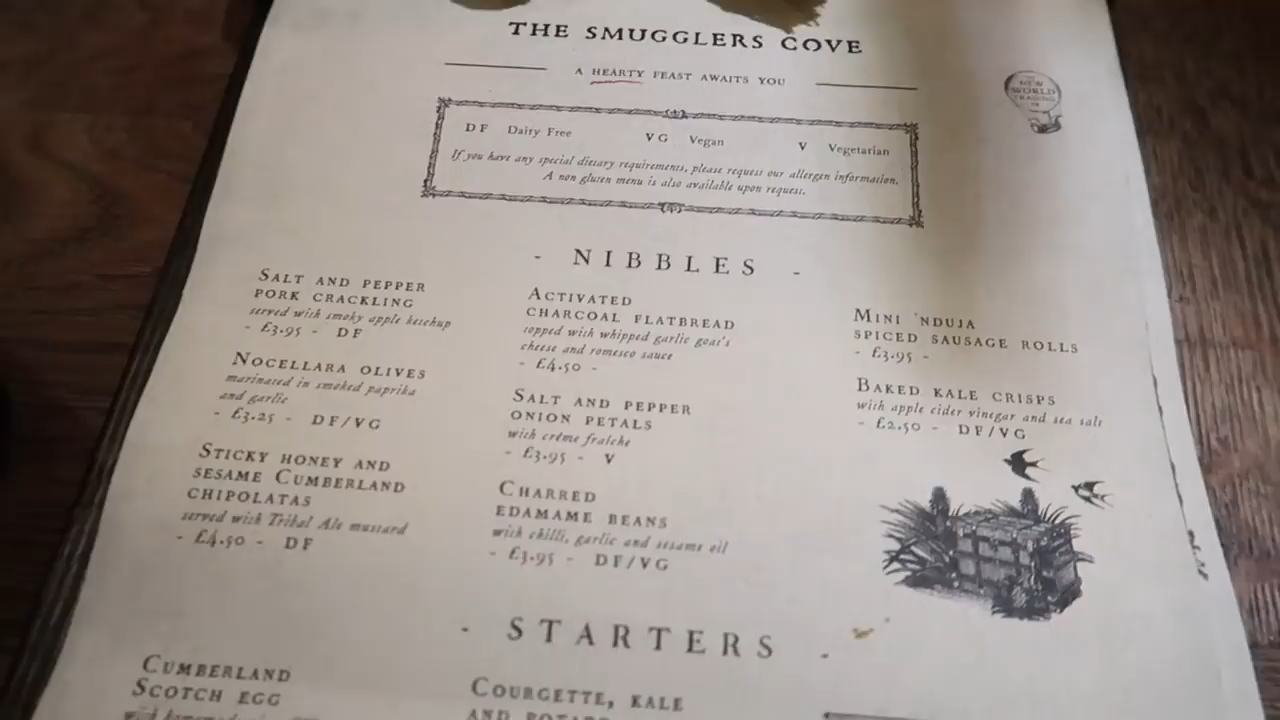 THE SMUGGLERS COVE
A HEARTY FEAST AWAITS YOU
NEW
WORLD
TRADING
DF Dairy Free VG Vegan V Vegetarian
If you have any special dietary requirements, please request our allergen information.
A non gluten menu is also available upon request.
- NIBBLES -
SALT AND PEPPER
PORK CRACKLING
served with smoky apple ketchup
- £3.95 - DF
NOCELLARA OLIVES
marinated in smoked paprika
and garlic
- £3.25 - DF/VG
STICKY HONEY AND
SESAME CUMBERLAND
CHIPOLATAS
served with Tribal Ale mustard
- £4.50 - DF
ACTIVATED
CHARCOAL FLATBREAD
topped with whipped garlic goat's
cheese and romesco sauce
- £4.50 -
SALT AND PEPPER
ONION PETALS
with crème fraîche
- £3.95 - V
CHARRED
EDAMAME BEANS
with chilli, garlic and sesame oil
- £3.95 - DF/VG
MINI 'NDUJA
SPICED SAUSAGE ROLLS
- £3.95 -
BAKED KALE CRISPS
with apple cider vinegar and sea salt
- £2.50 - DF/VG
- STARTERS -
CUMBERLAND
SCOTCH EGG
COURGETTE, KALE